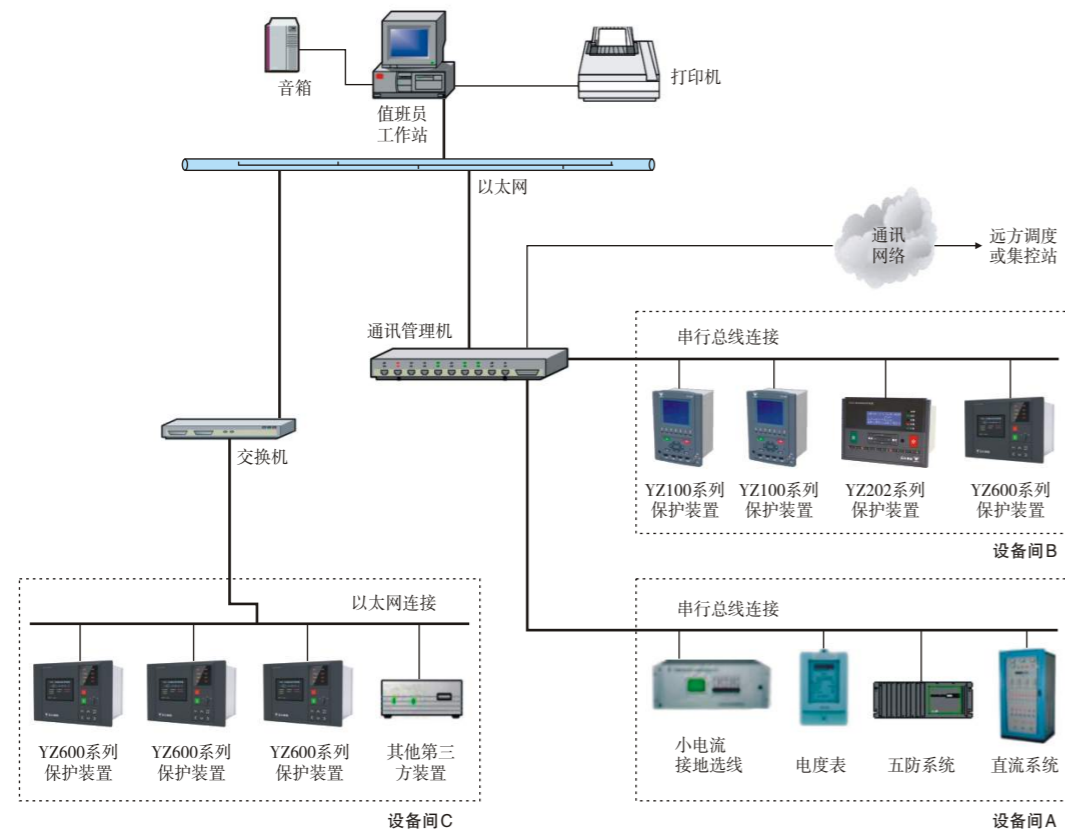 音箱
值班员
工作站
打印机
以太网
通讯
网络
远方调度
或集控站
通讯管理机
串行总线连接
交换机
YZ100系列
保护装置
YZ100系列
保护装置
YZ202系列
保护装置
YZ600系列
保护装置
设备间B
以太网连接
YZ600系列
保护装置
YZ600系列
保护装置
YZ600系列
保护装置
其他第三
方装置
设备间C
串行总线连接
小电流
接地选线
电度表
五防系统
直流系统
设备间A